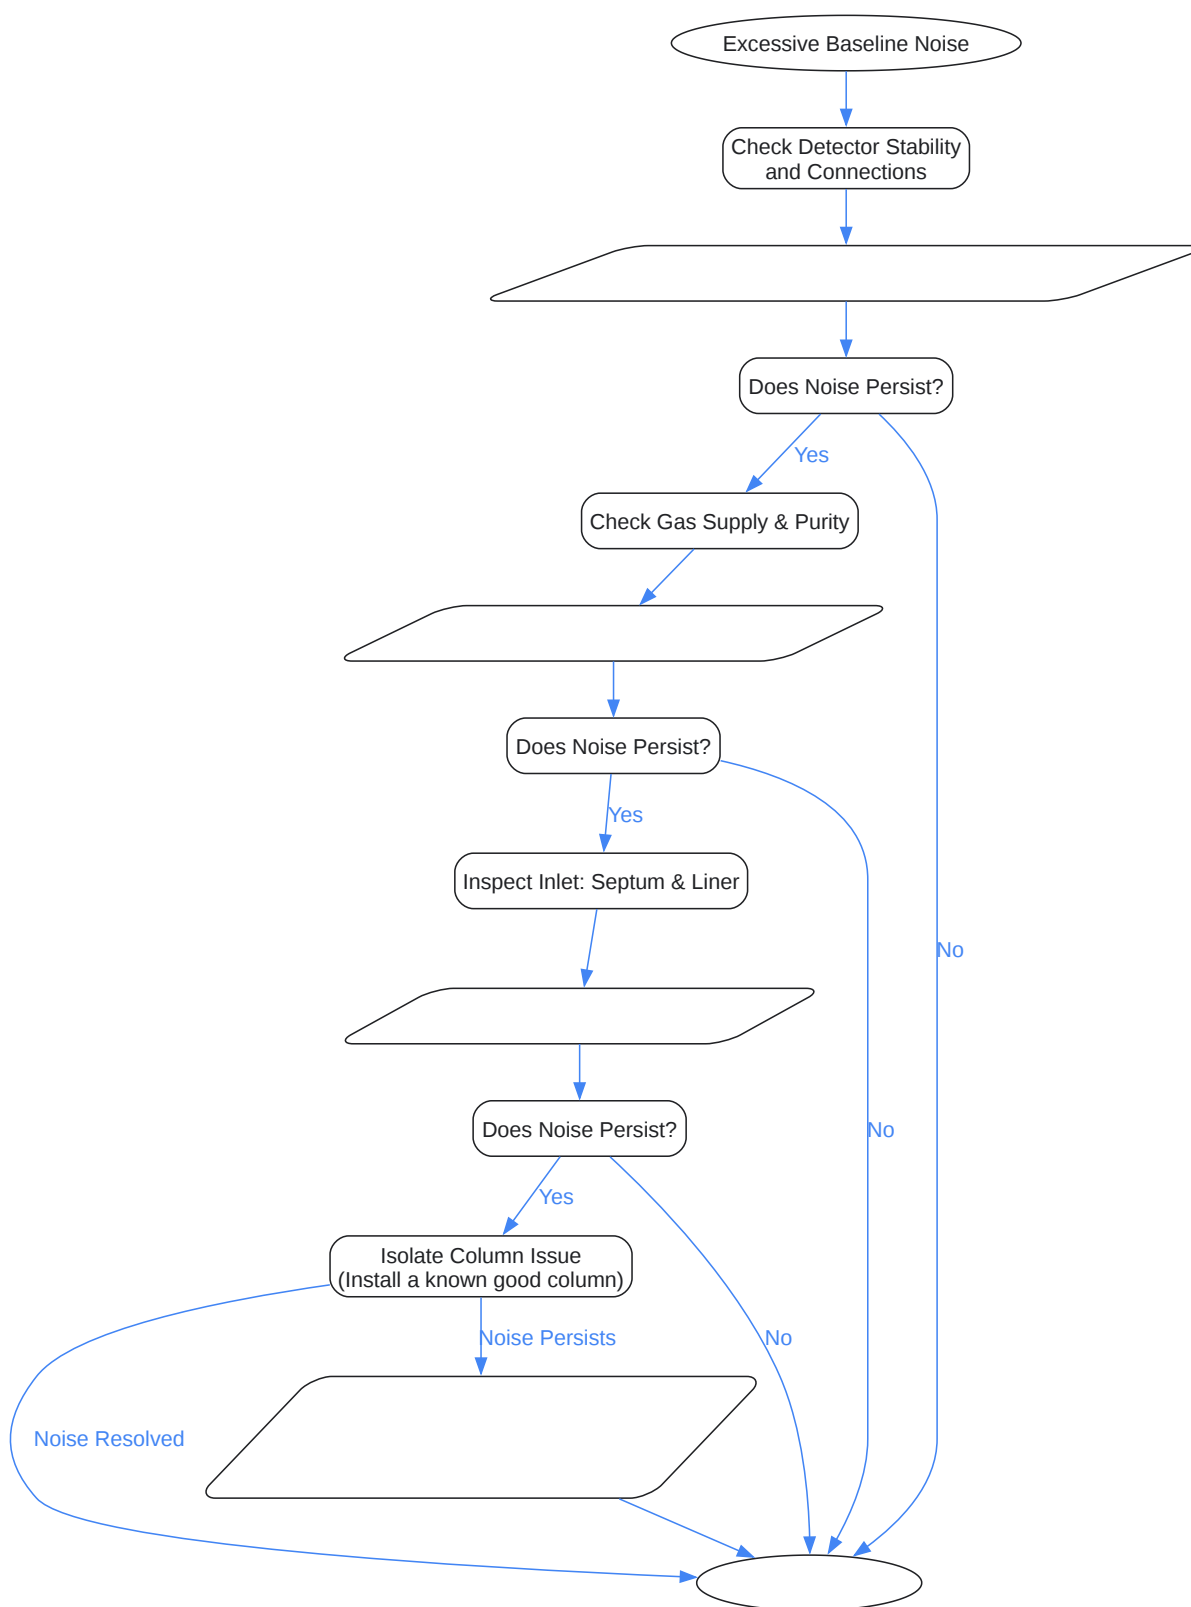 Excessive Baseline Noise
Check Detector Stability
and Connections
Does Noise Persist?
Yes
Check Gas Supply & Purity
Does Noise Persist?
Yes
Inspect Inlet: Septum & Liner
No
Does Noise Persist?
No
Yes
Isolate Column Issue
(Install a known good column)
Noise Persists
No
Noise Resolved